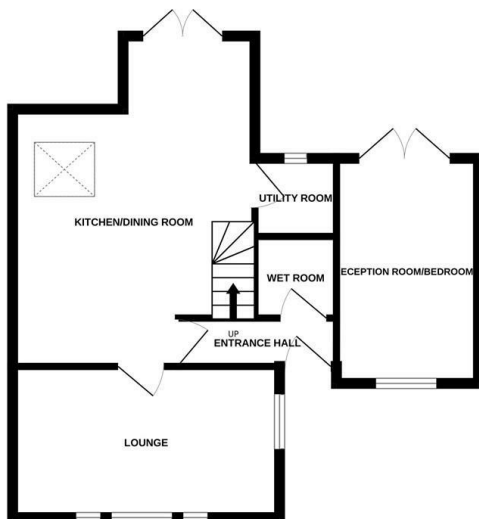 UTILITY ROOM
KITCHEN/DINING ROOM
WET ROOM
ECEPTION ROOM/BEDROOM
UP
ENTRANCE HALL
LOUNGE